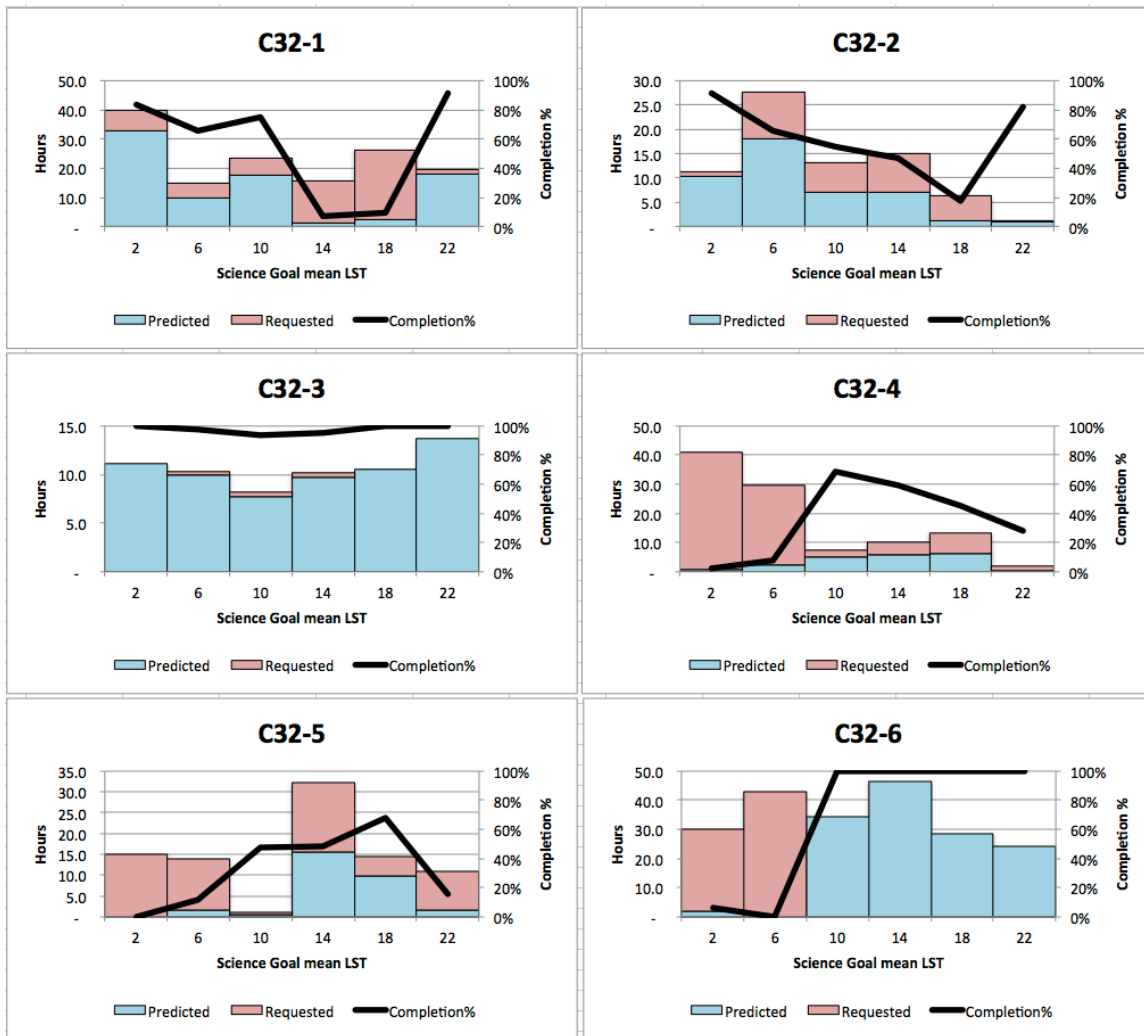 C32-1
Hours
50.0
40.0
30.0
20.0
10.0
-
100%
80%
60%
40%
20%
0%
Completion %
2 6 10 14 18 22
Science Goal mean LST
Predicted Requested Completion%
C32-2
Hours
30.0
25.0
20.0
15.0
10.0
5.0
-
100%
80%
60%
40%
20%
0%
Completion %
2 6 10 14 18 22
Science Goal mean LST
Predicted Requested Completion%
C32-3
Hours
15.0
10.0
5.0
-
100%
80%
60%
40%
20%
0%
Completion %
2 6 10 14 18 22
Science Goal mean LST
Predicted Requested Completion%
C32-4
Hours
50.0
40.0
30.0
20.0
10.0
-
100%
80%
60%
40%
20%
0%
Completion %
2 6 10 14 18 22
Science Goal mean LST
Predicted Requested Completion%
C32-5
Hours
35.0
30.0
25.0
20.0
15.0
10.0
5.0
-
100%
80%
60%
40%
20%
0%
Completion %
2 6 10 14 18 22
Science Goal mean LST
Predicted Requested Completion%
C32-6
Hours
50.0
40.0
30.0
20.0
10.0
-
100%
80%
60%
40%
20%
0%
Completion %
2 6 10 14 18 22
Science Goal mean LST
Predicted Requested Completion%